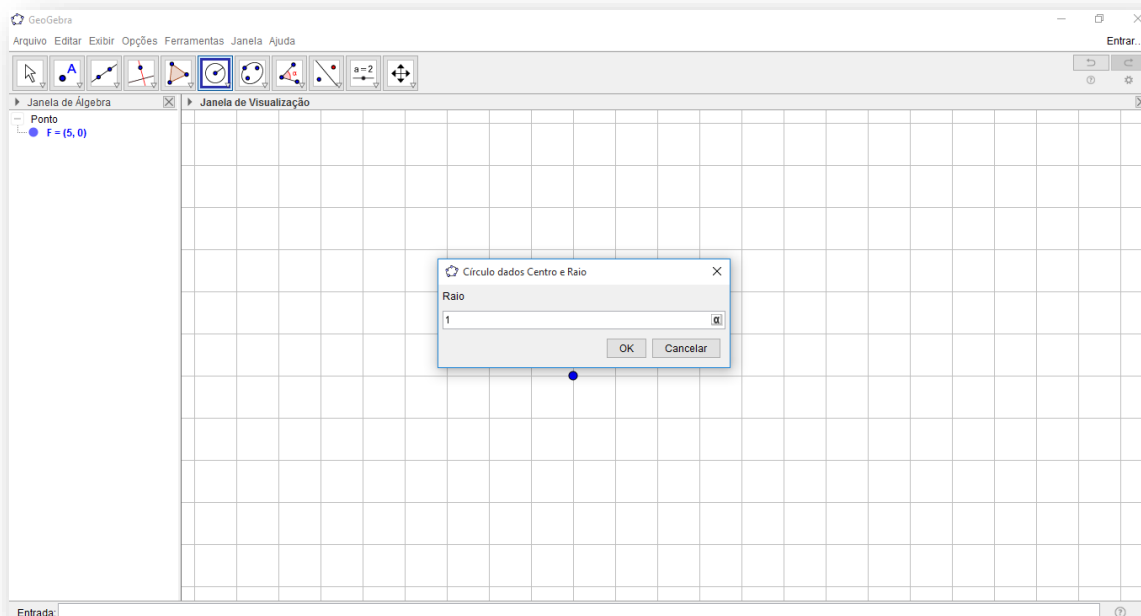 GeoGebra
Arquivo Editar Exibir Opções Ferramentas Janela Ajuda
Entrar...
A
α
a=2
Janela de Álgebra
Janela de Visualização
Ponto
F = (5, 0)
Círculo dados Centro e Raio
Raio
1
α
OK Cancelar
Entrada: